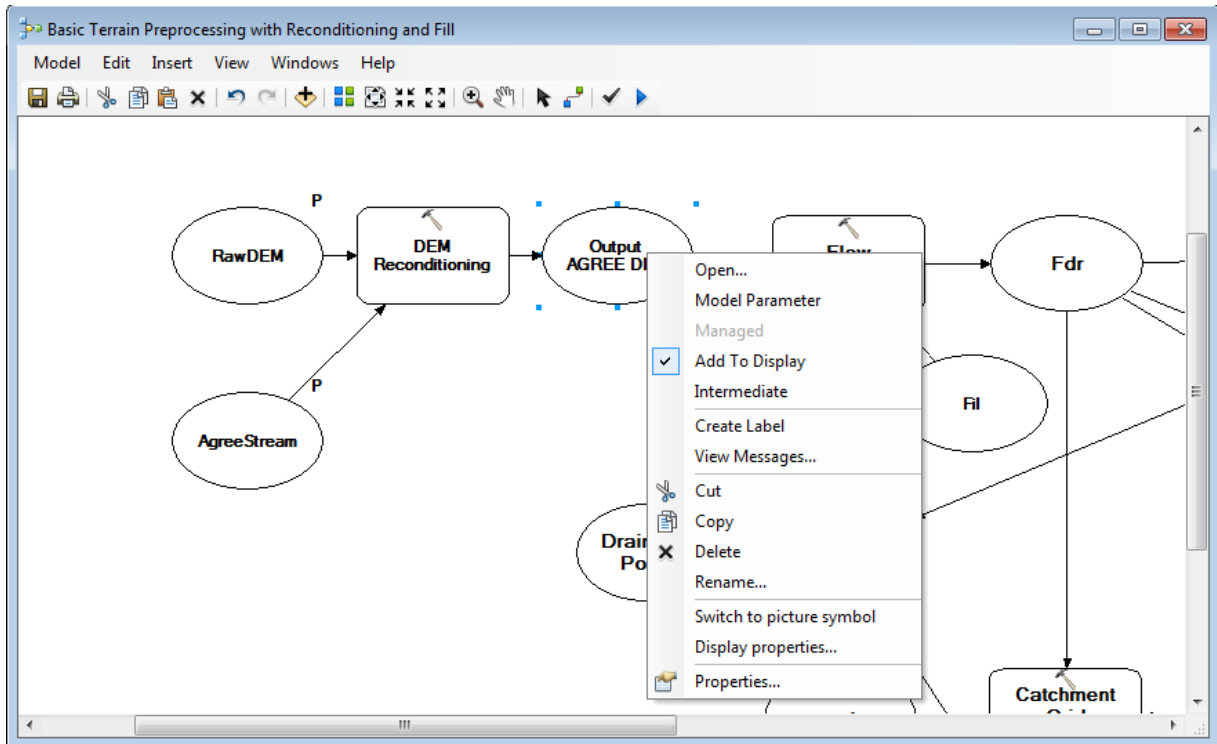 Basic Terrain Preprocessing with Reconditioning and Fill
Model Edit Insert View Windows Help
P
RawDEM
DEM
Reconditioning
Output
AGREE
Flow
Fdr
P
AgreeStream
Fil
Catchment
Open...
Model Parameter
Managed
Add To Display
Intermediate
Create Label
View Messages...
Cut
Copy
Delete
Rename...
Switch to picture symbol
Display properties...
Properties...